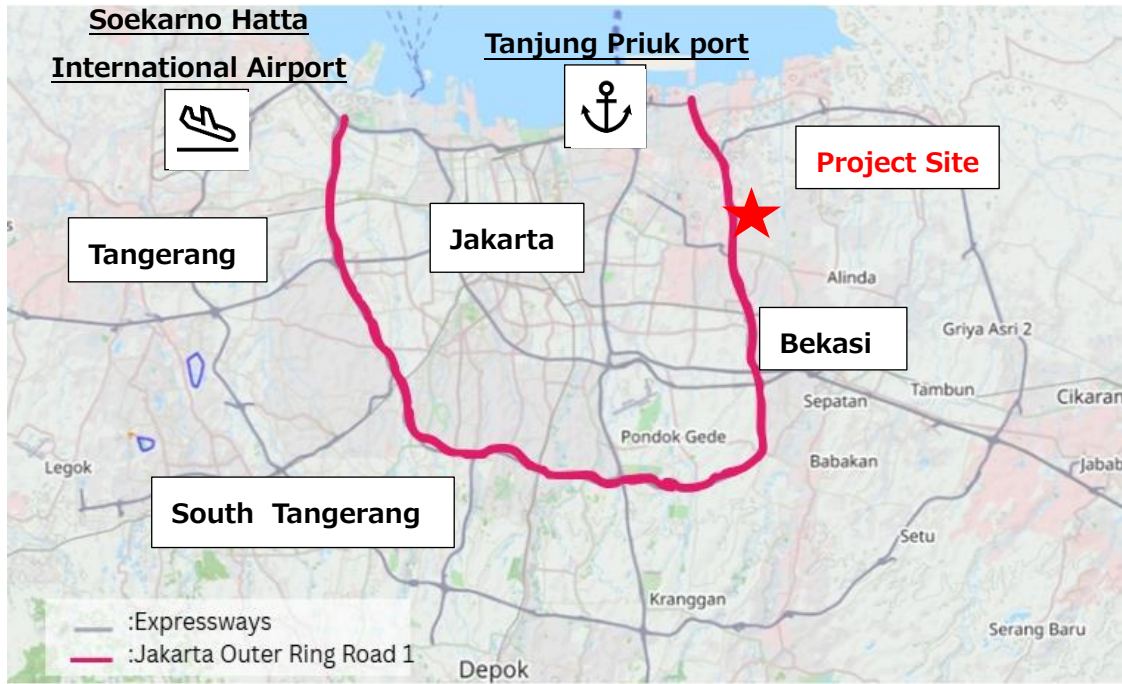 Soekarno Hatta
International Airport
Tanjung Priuk port
Project Site
Tangerang
Jakarta
Alinda
Bekasi
Griya Asri 2
Tambun
Sepatan
Cikaran
Pondok Gede
Babakan
Jabab
Legok
South Tangerang
Setu
Kranggan
Serang Baru
:Expressways
:Jakarta Outer Ring Road 1
Depok